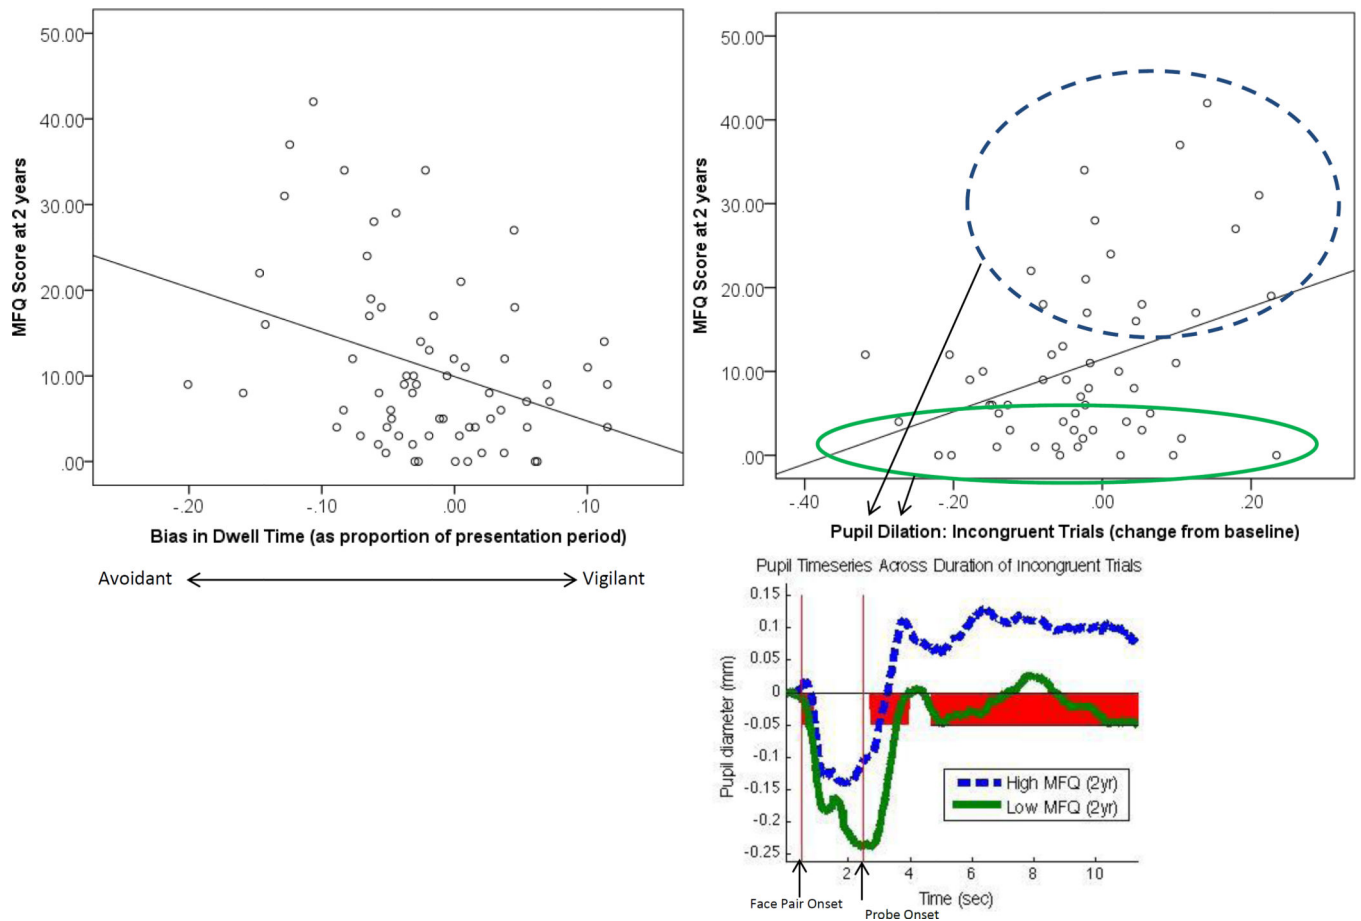 50.00
40.00
30.00
20.00
10.00
.00
MFQ Score at 2 years
-.20
-.10
.00
.10
Bias in Dwell Time (as proportion of presentation period)
Avoidant
Vigilant
50.00
40.00
30.00
20.00
10.00
.00
MFQ Score at 2 years
-.40
-.20
.00
.20
Pupil Dilation: Incongruent Trials (change from baseline)
Pupil Timeseries Across Duration of Incongruent Trials
0.15
0.1
0.05
0
-0.05
-0.1
-0.15
-0.2
-0.25
Pupil diameter (mm)
High MFQ (2yr)
Low MFQ (2yr)
2
4
6
8
10
Time (sec)
Face Pair Onset
Probe Onset